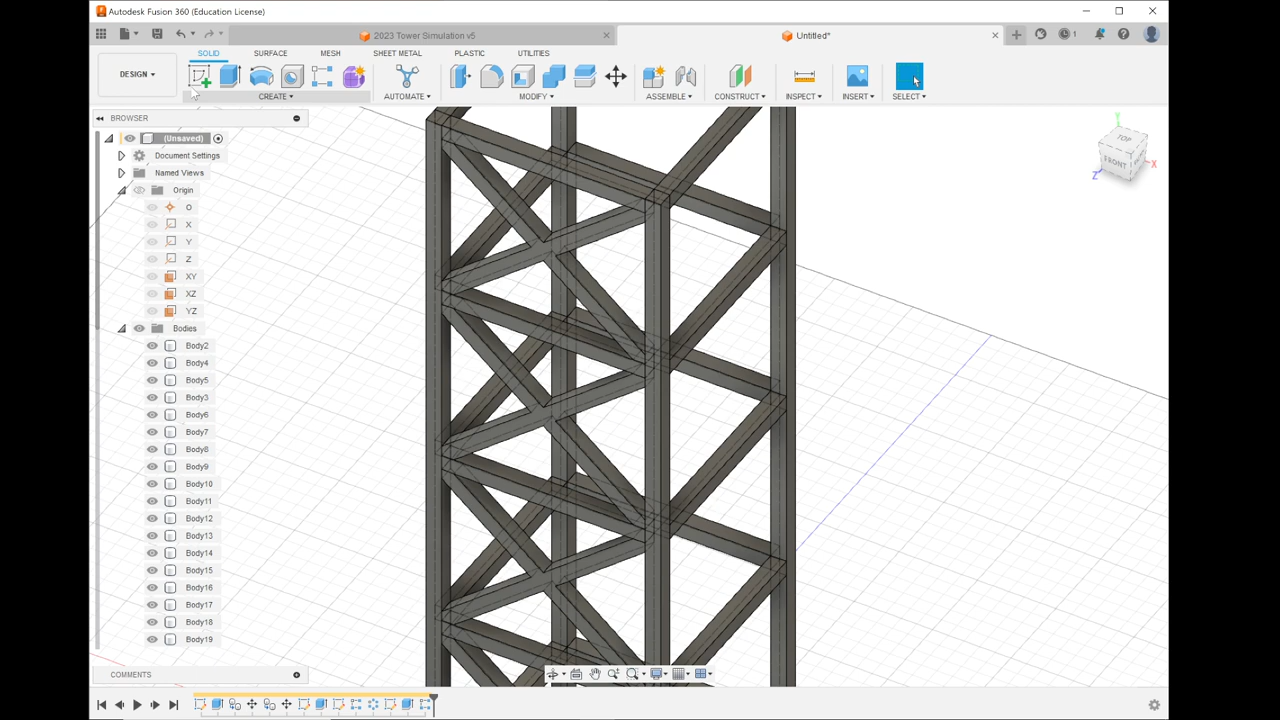 Autodesk Fusion 360 (Education License)
2023 Tower Simulation v5
Untitled*
1
DESIGN
SOLID SURFACE MESH SHEET METAL PLASTIC UTILITIES
CREATE AUTOMATE MODIFY ASSEMBLE CONSTRUCT INSPECT INSERT SELECT
BROWSER
(Unsaved)
Document Settings
Named Views
Origin
O
X
Y
Z
XY
XZ
YZ
Bodies
Body2
Body4
Body5
Body3
Body6
Body7
Body8
Body9
Body10
Body11
Body12
Body13
Body14
Body15
Body16
Body17
Body18
Body19
COMMENTS
Y
TOP
FRONT
X
Z